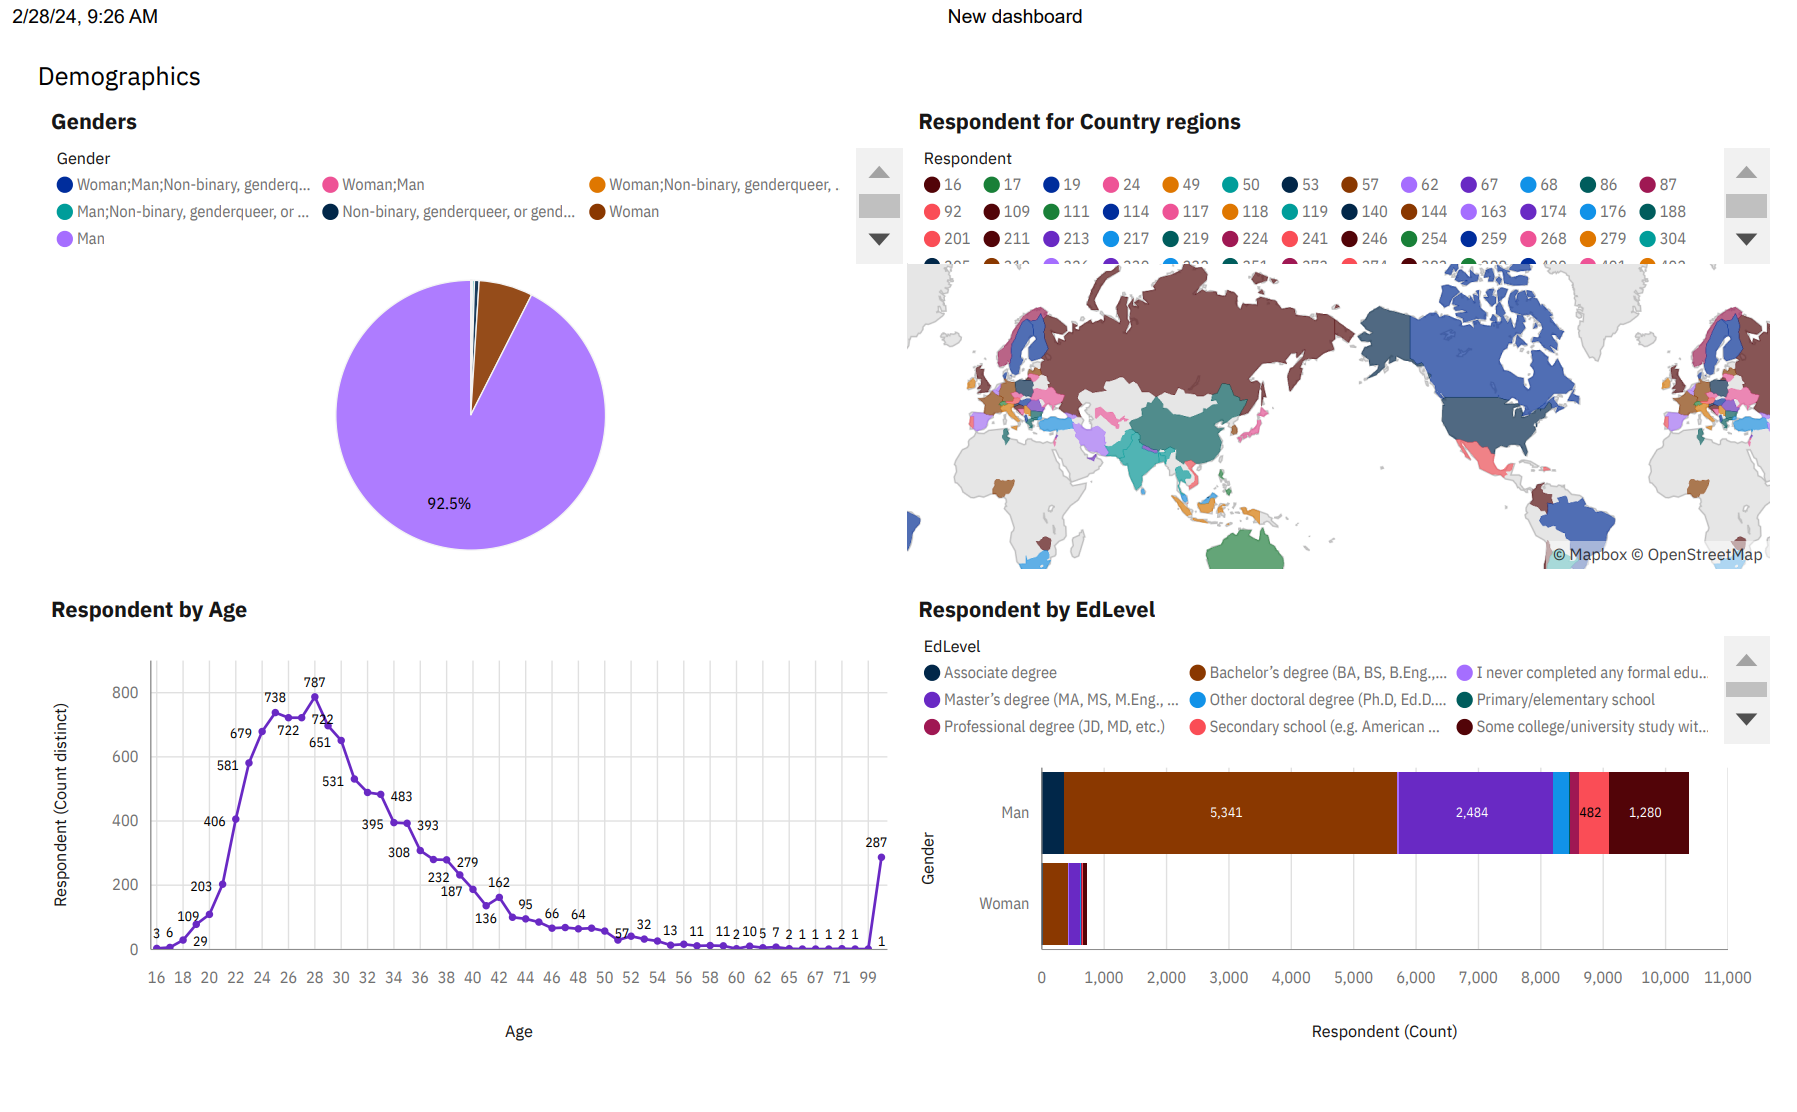 2/28/24, 9:26 AM
New dashboard
Demographics
Genders
Gender
Woman;Man;Non-binary, genderq...
Woman;Man
Woman;Non-binary, genderqueer, .
Man;Non-binary, genderqueer, or ...
Non-binary, genderqueer, or gend...
Woman
Man
92.5%
Respondent for Country regions
Respondent
16 17 19 24 49 50 53 57 62 67 68 86 87
92 109 111 114 117 118 119 140 144 163 174 176 188
201 211 213 217 219 224 241 246 254 259 268 279 304
© Mapbox © OpenStreetMap
Respondent by Age
Respondent (Count distinct)
800
600
400
200
0
3 6 29 109 203 406 581 679 738 722 787 722 651 531 483 395 393 308 279 232 187 136 162 95 66 64 57 32 13 11 11 2 10 5 7 2 1 1 1 2 1 1 287
16 18 20 22 24 26 28 30 32 34 36 38 40 42 44 46 48 50 52 54 56 58 60 62 65 67 71 99
Age
Respondent by EdLevel
EdLevel
Associate degree
Bachelor's degree (BA, BS, B.Eng.,...
I never completed any formal edu...
Master's degree (MA, MS, M.Eng., ...
Other doctoral degree (Ph.D, Ed.D....
Primary/elementary school
Professional degree (JD, MD, etc.)
Secondary school (e.g. American ...
Some college/university study wit...
Gender
Man
5,341 2,484 482 1,280
Woman
0 1,000 2,000 3,000 4,000 5,000 6,000 7,000 8,000 9,000 10,000 11,000
Respondent (Count)